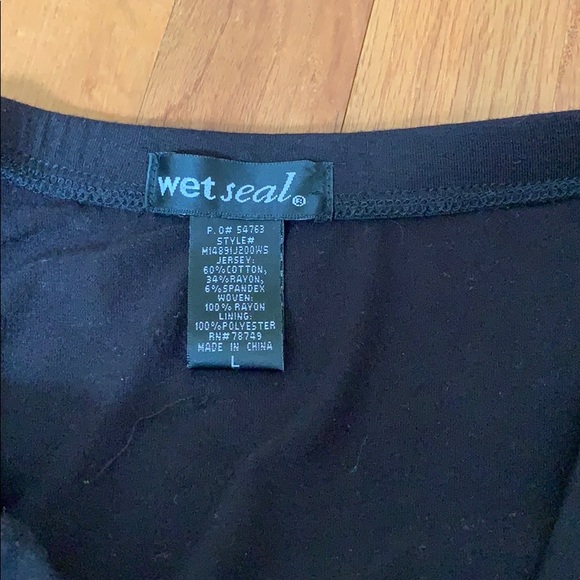 wet seal®
P.O# 54763
STYLE#
M14891J200WS
JERSEY:
60%COTTON,
34%RAYON,
6%SPANDEX
WOVEN:
100%RAYON
LINING:
100%POLYESTER
RN#78749
MADE IN CHINA
L